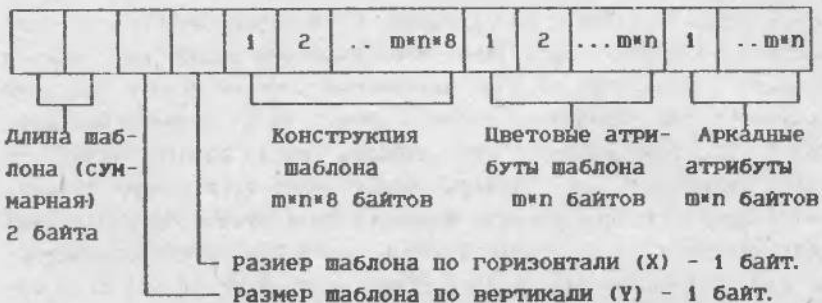 1 2 .. m*n*8 1 2 ...m*n 1 ..m*n
Длина шаб-
лона (сум-
марная)
2 байта
Конструкция
шаблона
m*n*8 байтов
Цветовые атри-
буты шаблона
m*n байтов
Аркадные
атрибуты
m*n байтов
Размер шаблона по горизонтали (X) - 1 байт.
Размер шаблона по вертикали (Y) - 1 байт.